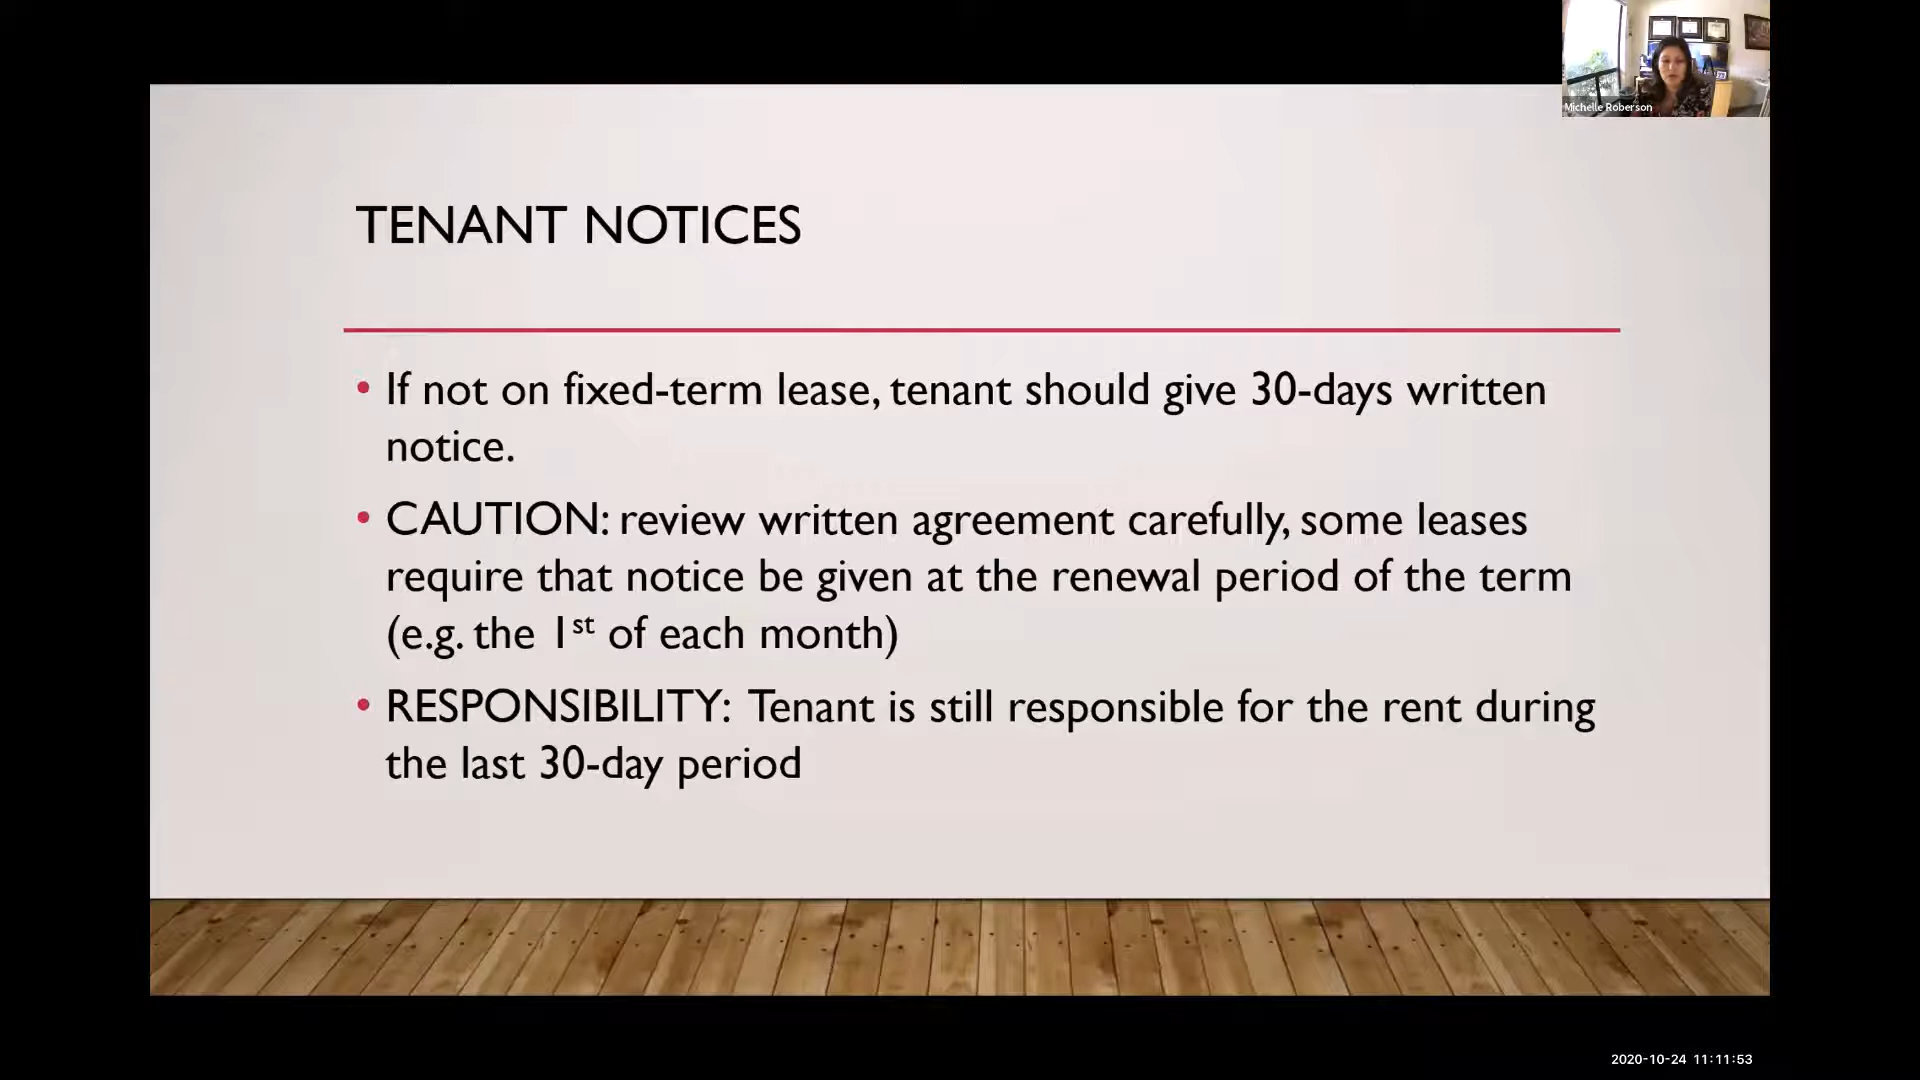 Michelle Roberson
TENANT NOTICES
• If not on fixed-term lease, tenant should give 30-days written
notice.
• CAUTION: review written agreement carefully, some leases
require that notice be given at the renewal period of the term
(e.g. the 1st of each month)
• RESPONSIBILITY: Tenant is still responsible for the rent during
the last 30-day period
2020-10-24 11:11:53